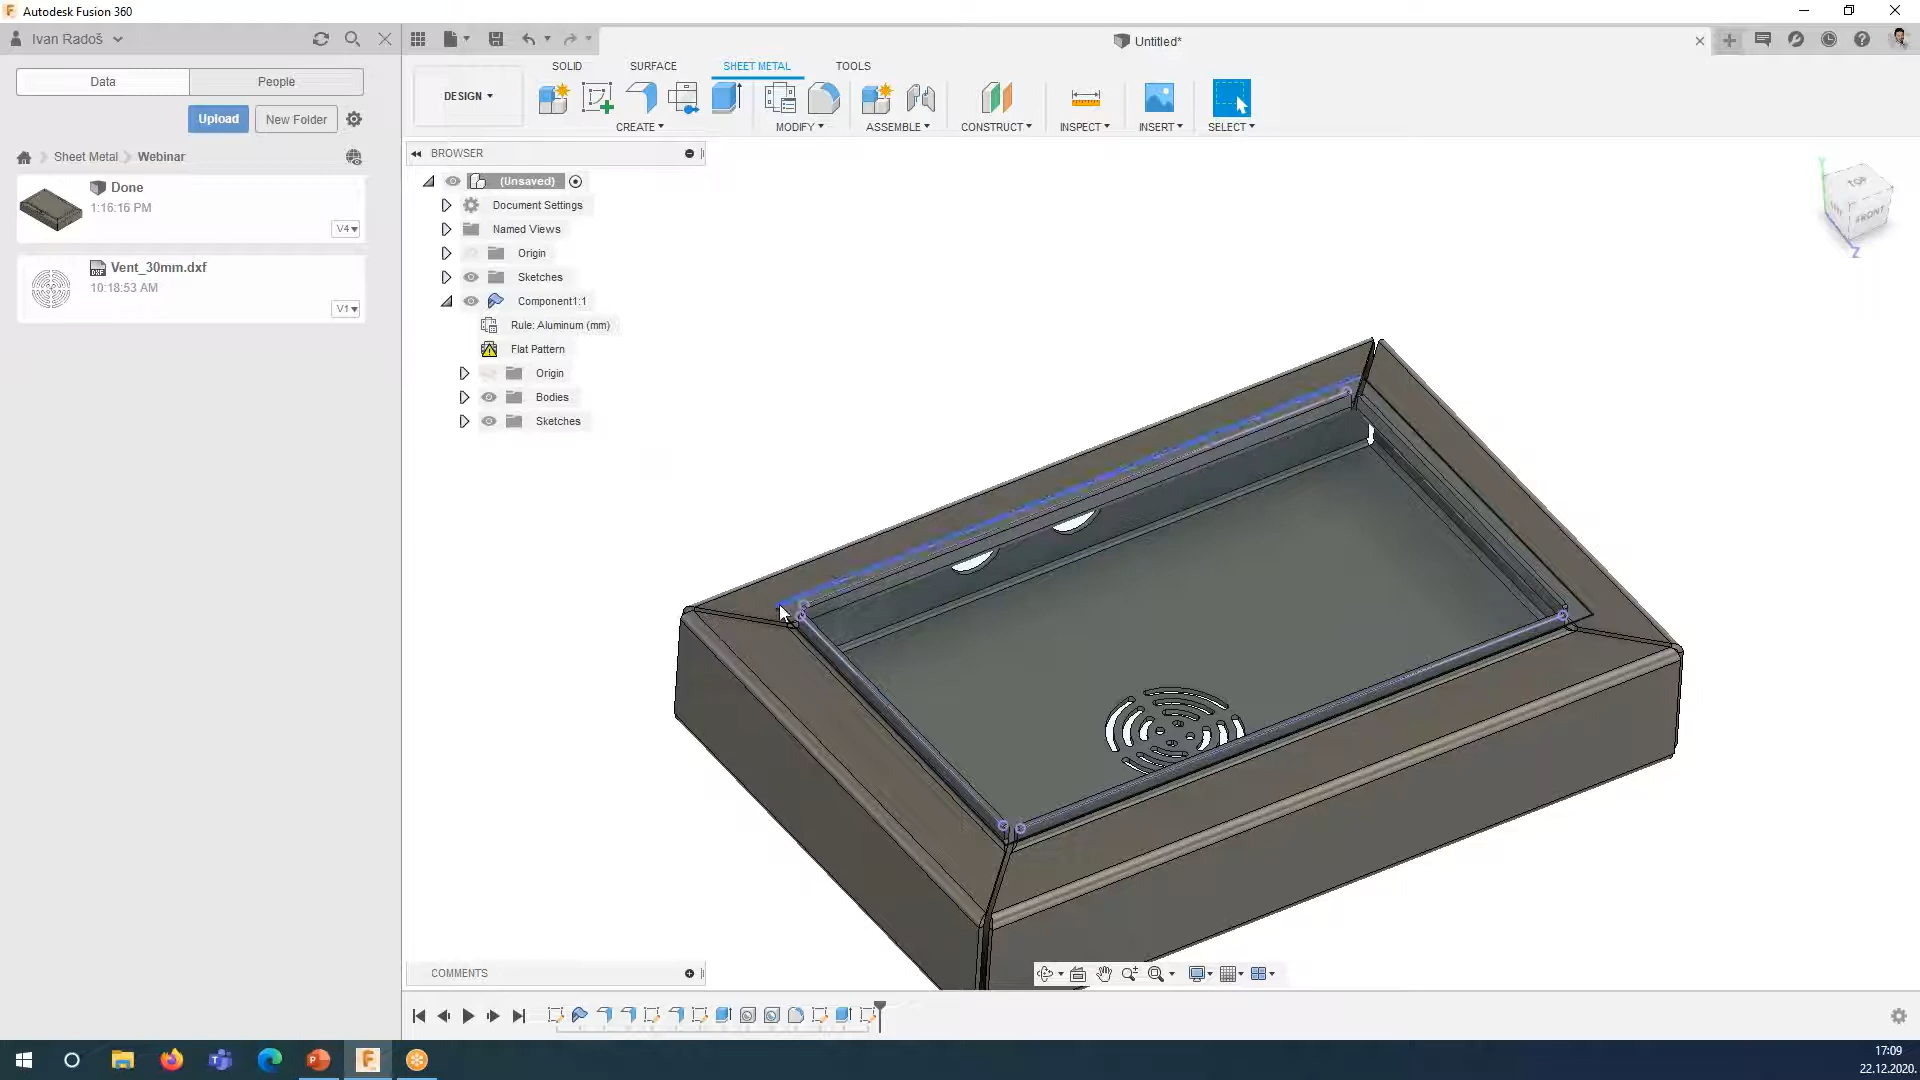 Autodesk Fusion 360
Ivan Radoš
Untitled*
Data
People
Upload
New Folder
Sheet Metal
Webinar
Done
1:16:16 PM
V4
Vent_30mm.dxf
10:18:53 AM
V1
DESIGN
SOLID
SURFACE
SHEET METAL
TOOLS
CREATE
MODIFY
ASSEMBLE
CONSTRUCT
INSPECT
INSERT
SELECT
BROWSER
(Unsaved)
Document Settings
Named Views
Origin
Sketches
Component1:1
Rule: Aluminum (mm)
Flat Pattern
Origin
Bodies
Sketches
TOP
FRONT
Z
COMMENTS
17:09
22.12.2020.